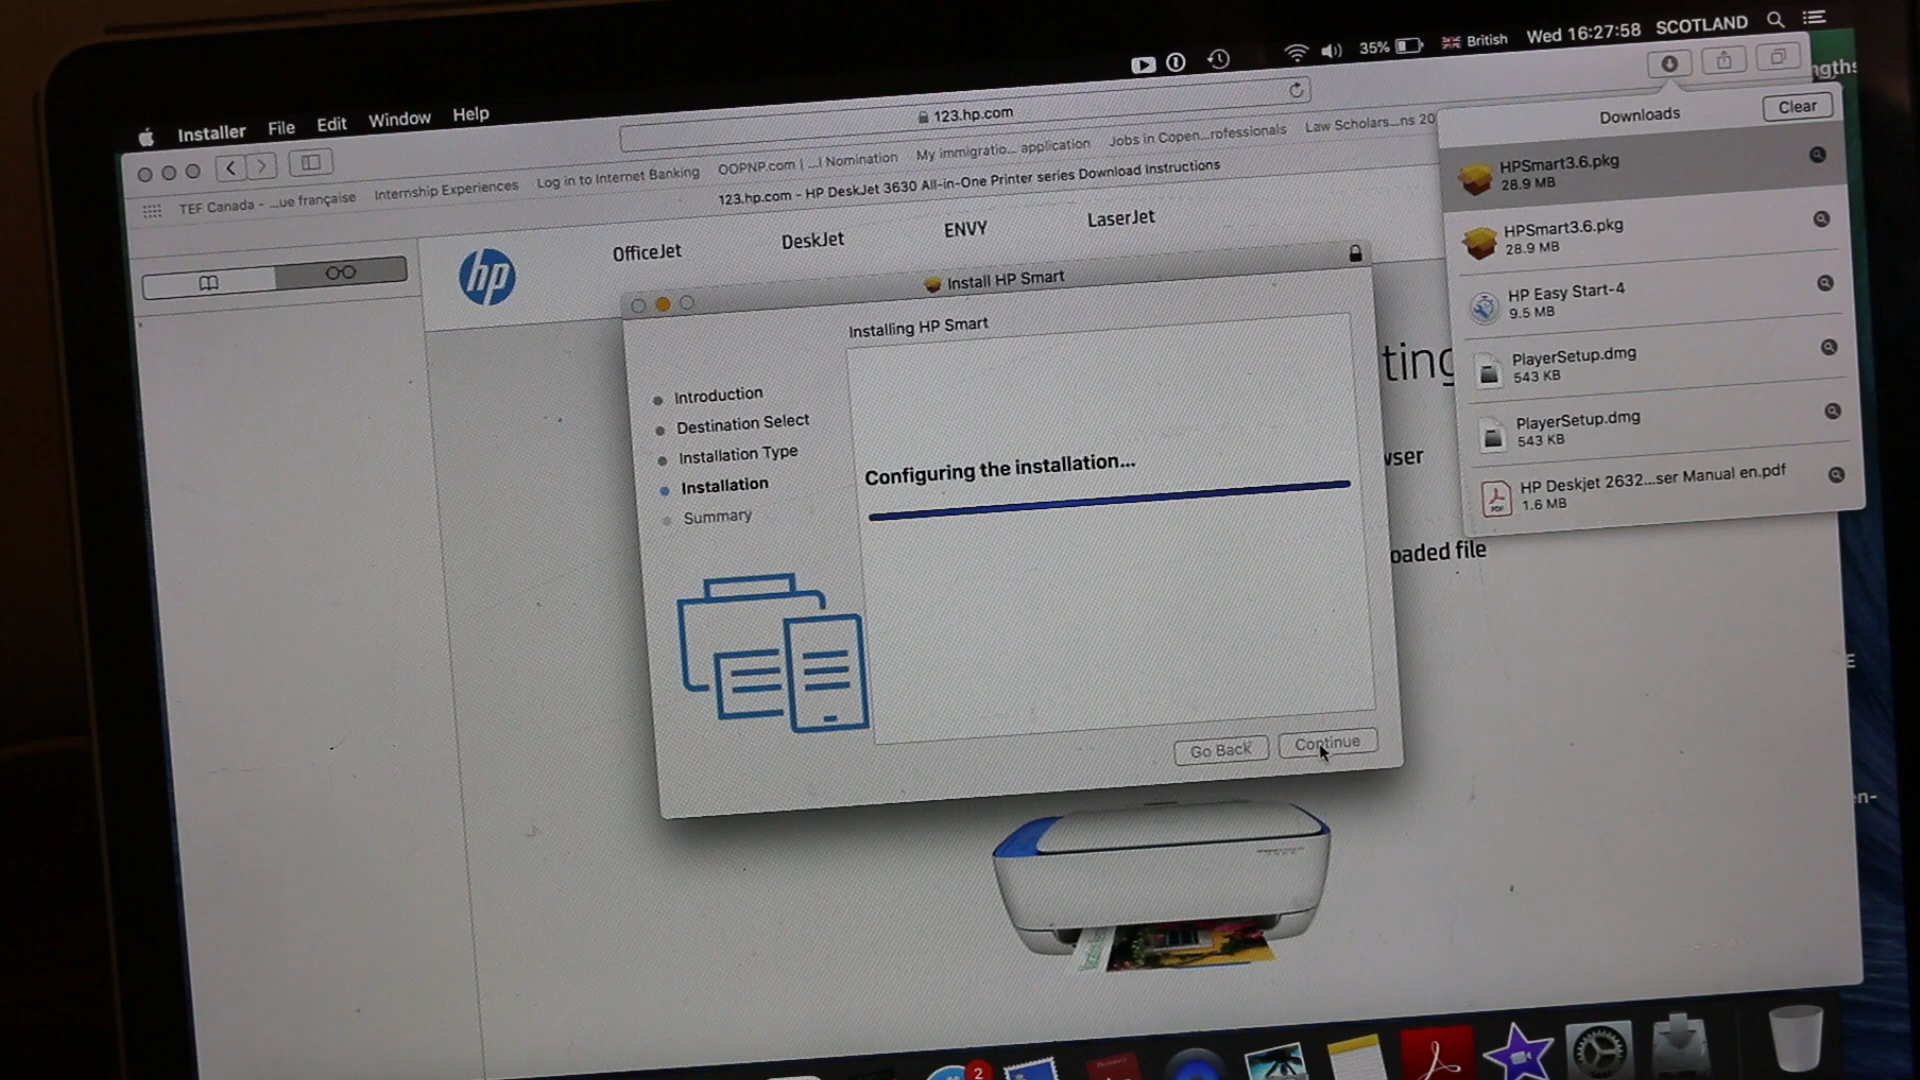 Installer File Edit Window Help
35% British Wed 16:27:58 SCOTLAND
123.hp.com
TEF Canada - ...ue française Internship Experiences Log in to Internet Banking OOPNP.com | ...l Nomination My immigratio... application Jobs in Copen...rofessionals Law Scholars...ns 20
123.hp.com - HP DeskJet 3630 All-in-One Printer series Download Instructions
hp
OfficeJet DeskJet ENVY LaserJet
Install HP Smart
Installing HP Smart
Introduction
Destination Select
Installation Type
Installation
Summary
Configuring the installation...
Go Back Continue
Downloads Clear
HPSmart3.6.pkg
28.9 MB
HPSmart3.6.pkg
28.9 MB
HP Easy Start-4
9.5 MB
PlayerSetup.dmg
543 KB
PlayerSetup.dmg
543 KB
HP Deskjet 2632...ser Manual en.pdf
1.6 MB
PDF
ngths
ting
wser
oaded file
E
en-
2